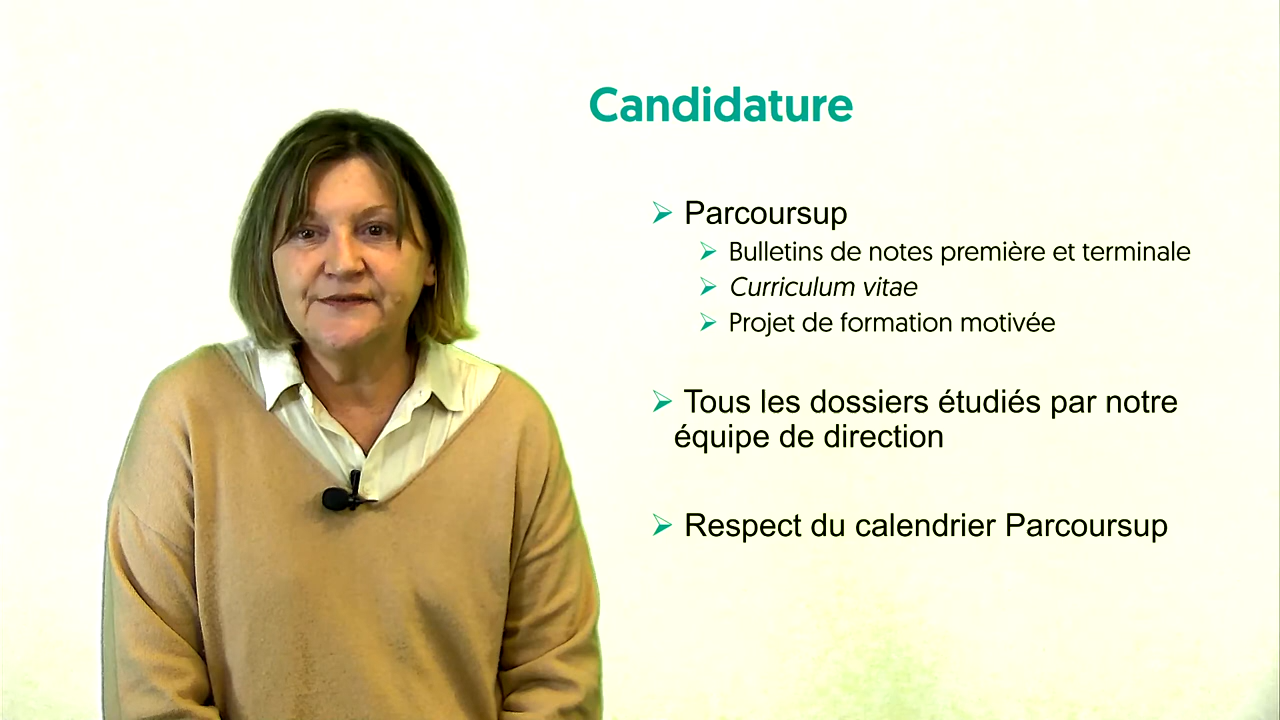 Candidature
Parcoursup
Bulletins de notes première et terminale
Curriculum vitae
Projet de formation motivée
Tous les dossiers étudiés par notre
équipe de direction
Respect du calendrier Parcoursup